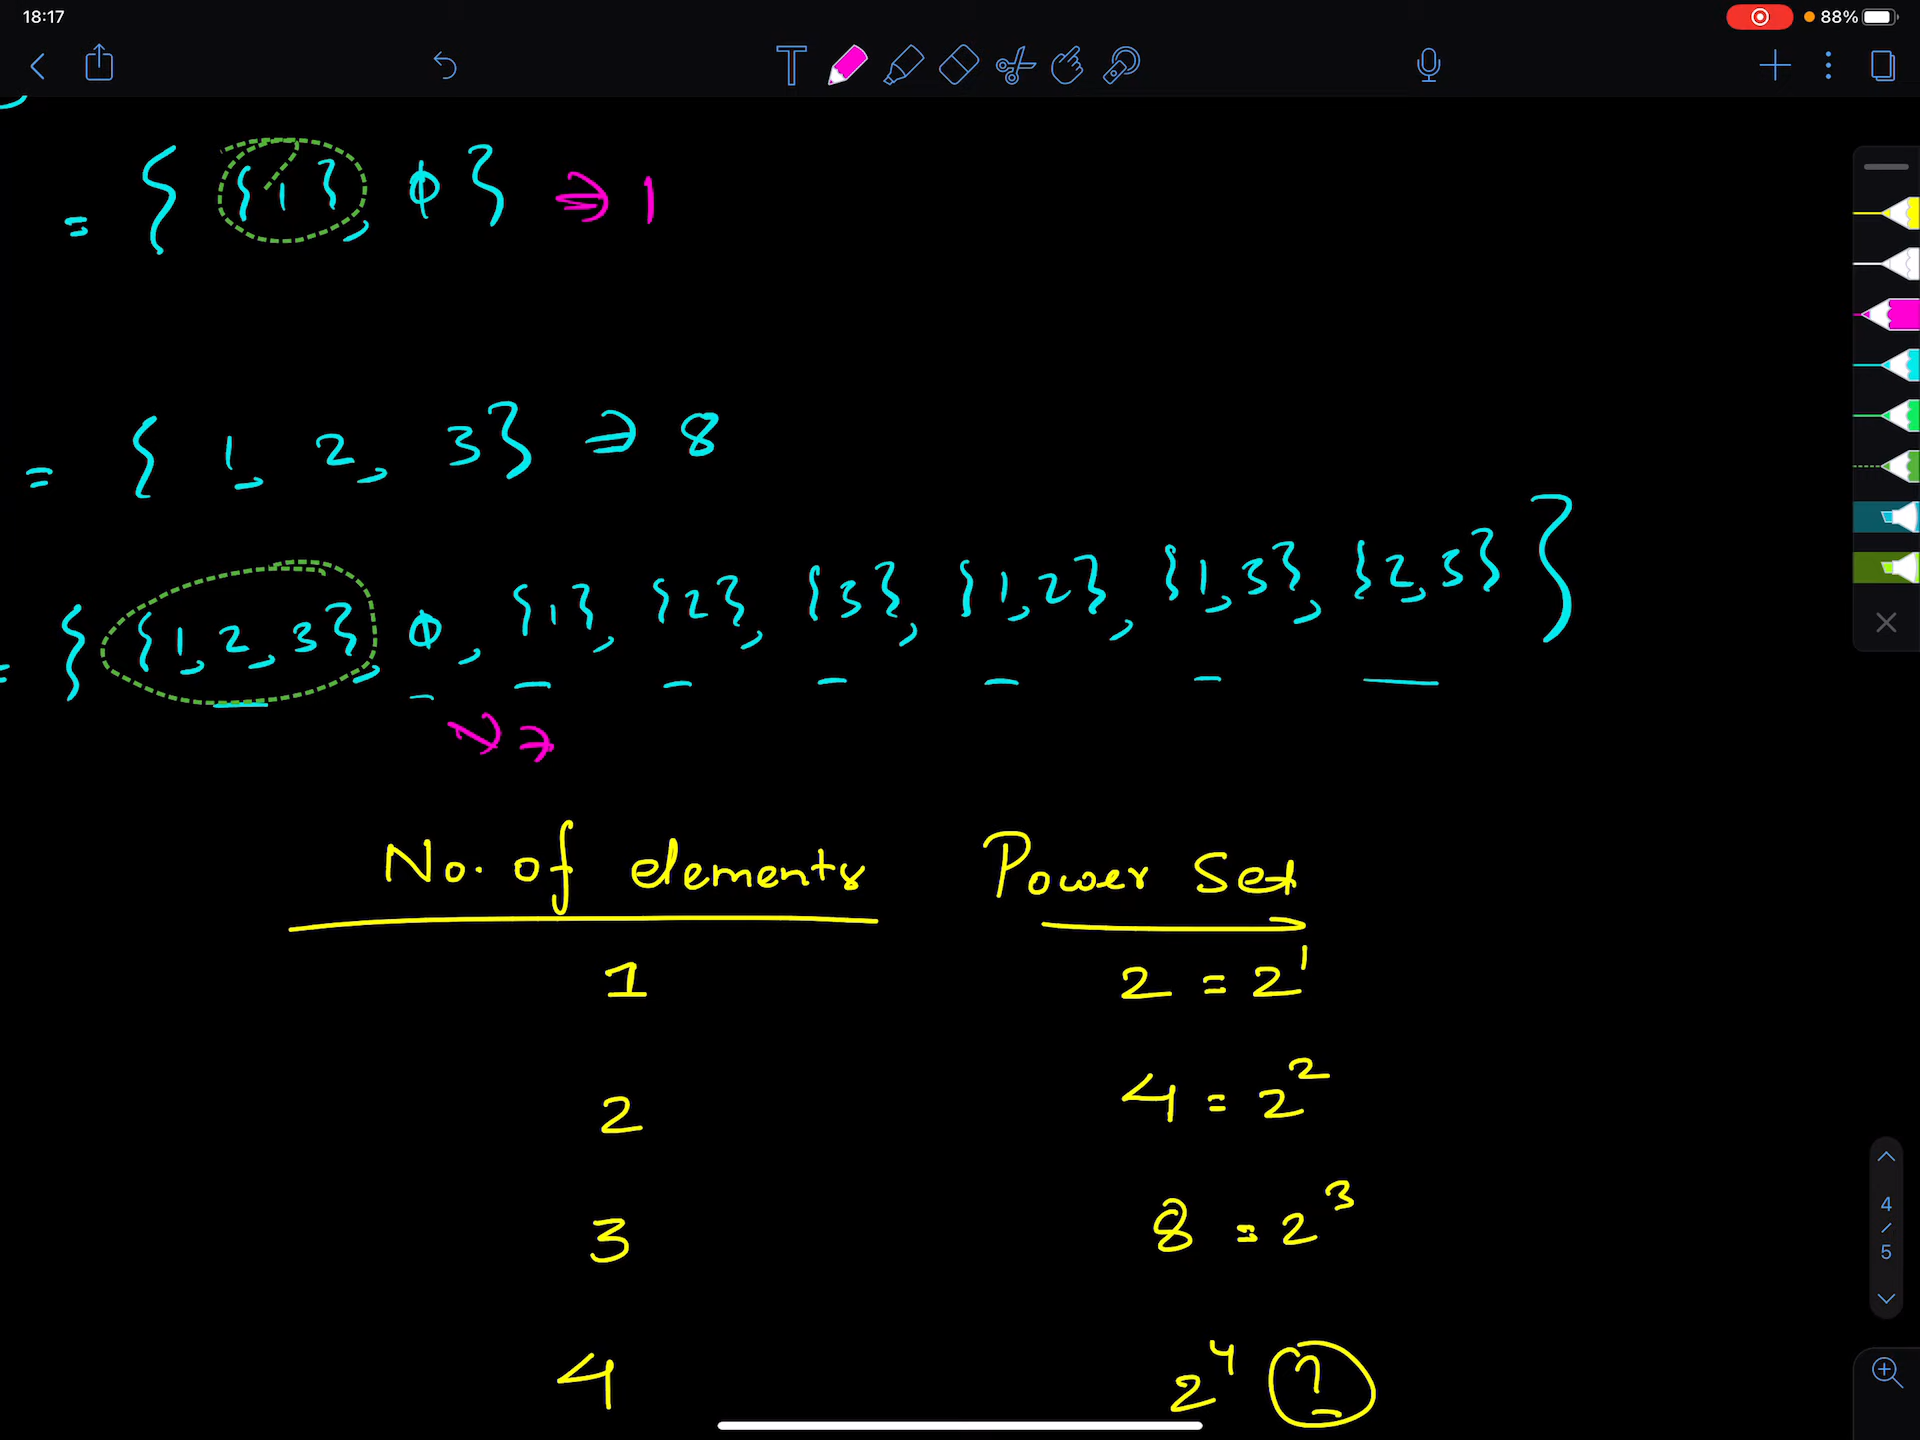 18:17
88%
T
= { {1}, φ } ⇒ 1
= { 1, 2, 3} ⇒ 8
= { {1,2,3}, φ, {1}, {2}, {3}, {1,2}, {1,3}, {2,3} }
⇒ 7
No. of elements Power Set
1 2 = 2¹
2 4 = 2²
3 8 = 2³
4 2⁴ ?
4 / 5